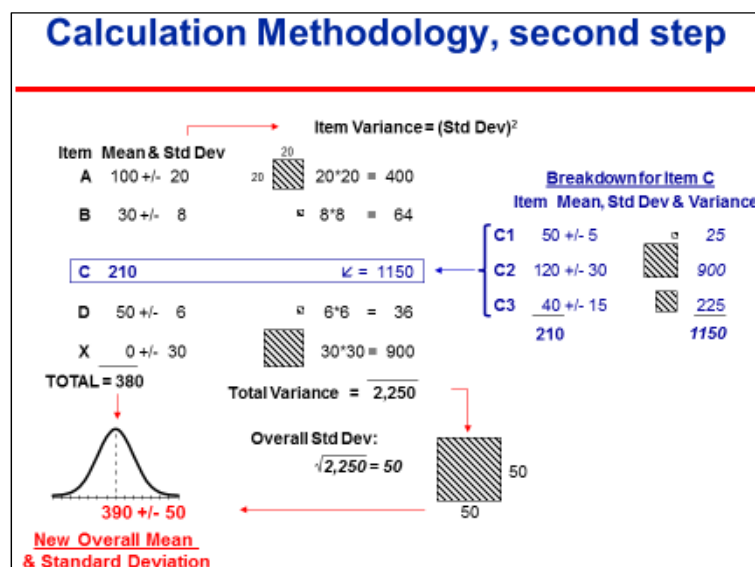 Calculation Methodology, second step
Item Variance = (Std Dev)²
Item Mean & Std Dev
A 100 +/- 20 20 20 20*20 = 400
B 30 +/- 8 8*8 = 64
C 210 ↙ = 1150
D 50 +/- 6 6*6 = 36
X 0 +/- 30 30*30 = 900
TOTAL = 380
Total Variance = 2,250
Breakdown for Item C
Item Mean, Std Dev & Variance
C1 50 +/- 5 25
C2 120 +/- 30 900
C3 40 +/- 15 225
210 1150
Overall Std Dev:
√2,250 = 50
50
50
390 +/- 50
New Overall Mean
& Standard Deviation